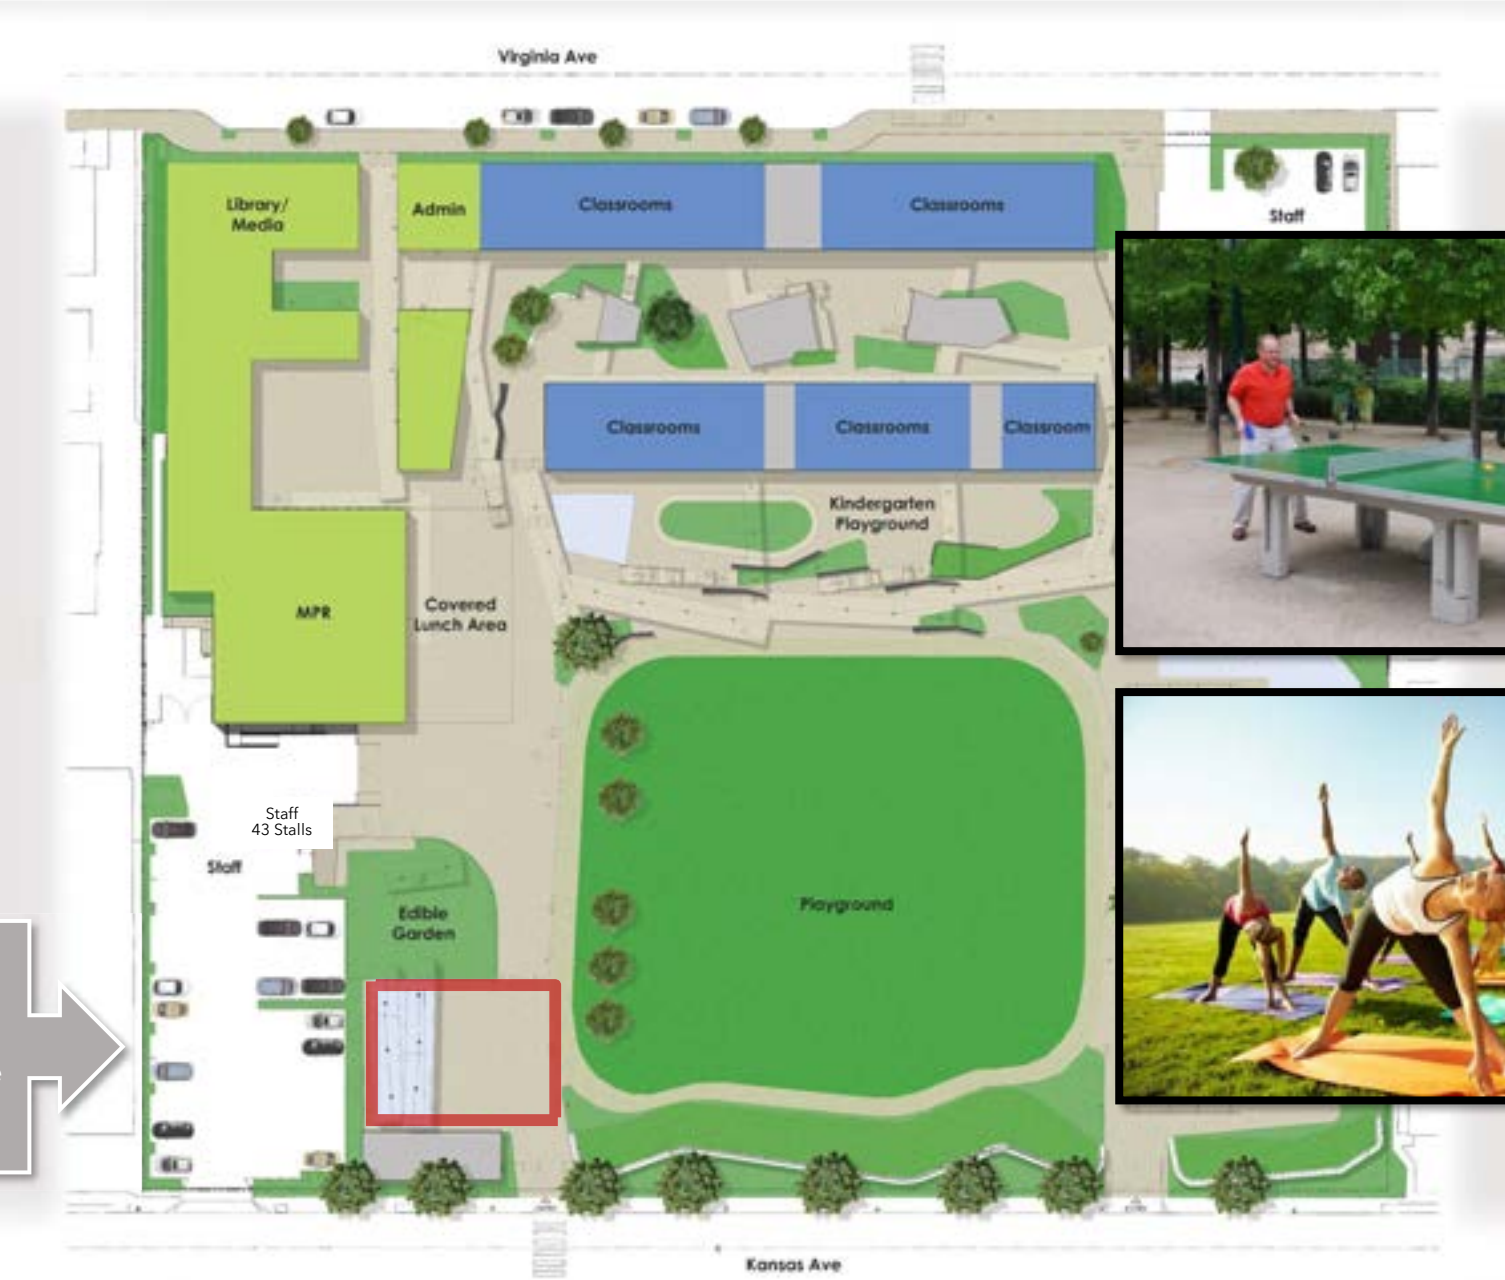 Virginia Ave
Library/
Media
Admin
Classrooms
Classrooms
Staff
Classrooms
Classrooms
Classroom
Kindergarten
Playground
MPR
Covered
Lunch Area
Staff
43 Stalls
Staff
Edible
Garden
Playground
Kansas Ave